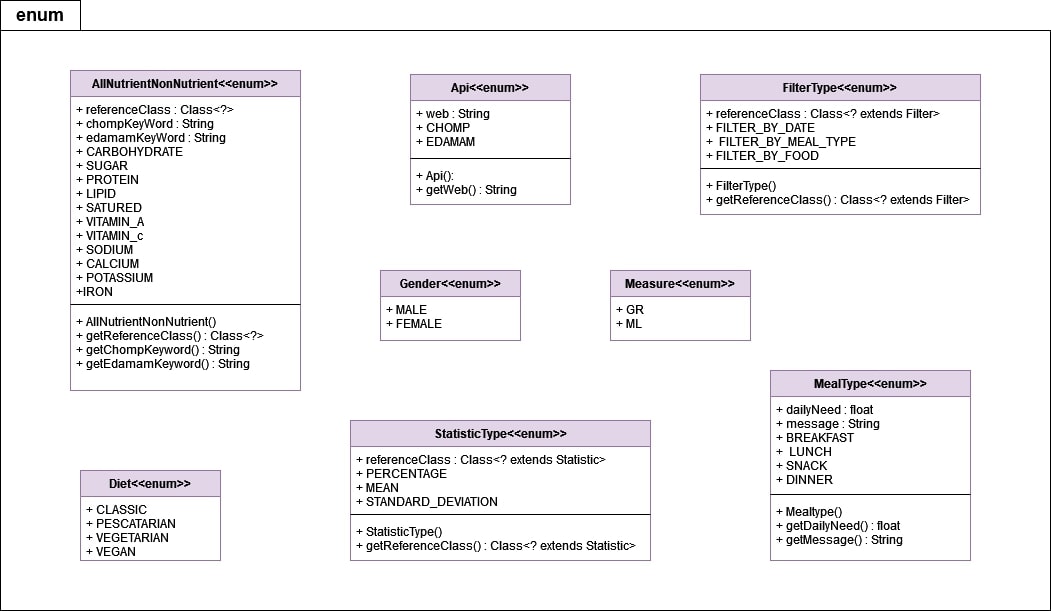 enum
AllNutrientNonNutrient<<enum>>
+ referenceClass : Class<?>
+ chompKeyWord : String
+ edamamKeyWord : String
+ CARBOHYDRATE
+ SUGAR
+ PROTEIN
+ LIPID
+ SATURED
+ VITAMIN_A
+ VITAMIN_c
+ SODIUM
+ CALCIUM
+ POTASSIUM
+IRON
+ AllNutrientNonNutrient()
+ getReferenceClass() : Class<?>
+ getChompKeyword() : String
+ getEdamamKeyword() : String
Api<<enum>>
+ web : String
+ CHOMP
+ EDAMAM
+ Api():
+ getWeb() : String
FilterType<<enum>>
+ referenceClass : Class<? extends Filter>
+ FILTER_BY_DATE
+  FILTER_BY_MEAL_TYPE
+ FILTER_BY_FOOD
+ FilterType()
+ getReferenceClass() : Class<? extends Filter>
Gender<<enum>>
+ MALE
+ FEMALE
Measure<<enum>>
+ GR
+ ML
MealType<<enum>>
+ dailyNeed : float
+ message : String
+ BREAKFAST
+  LUNCH
+ SNACK
+ DINNER
+ Mealtype()
+ getDailyNeed() : float
+ getMessage() : String
StatisticType<<enum>>
+ referenceClass : Class<? extends Statistic>
+ PERCENTAGE
+ MEAN
+ STANDARD_DEVIATION
+ StatisticType()
+ getReferenceClass() : Class<? extends Statistic>
Diet<<enum>>
+ CLASSIC
+ PESCATARIAN
+ VEGETARIAN
+ VEGAN